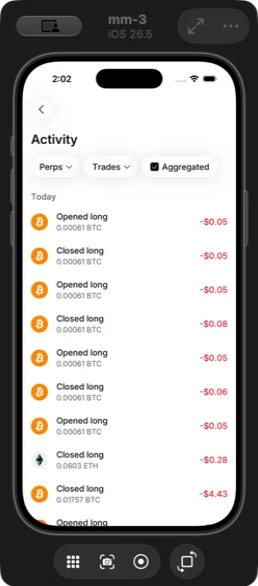 mm-3
iOS 26.5
2:02
Activity
Perps
Trades
Aggregated
Today
Opened long
-$0.05
0.00061 BTC
Closed long
-$0.05
0.00061 BTC
Opened long
-$0.05
0.00061 BTC
Closed long
-$0.08
0.00061 BTC
Opened long
-$0.05
0.00061 BTC
Closed long
-$0.06
0.00061 BTC
Opened long
-$0.05
0.00061 BTC
Closed long
-$0.28
0.0603 ETH
Closed long
-$4.43
0.01757 BTC
Opened long